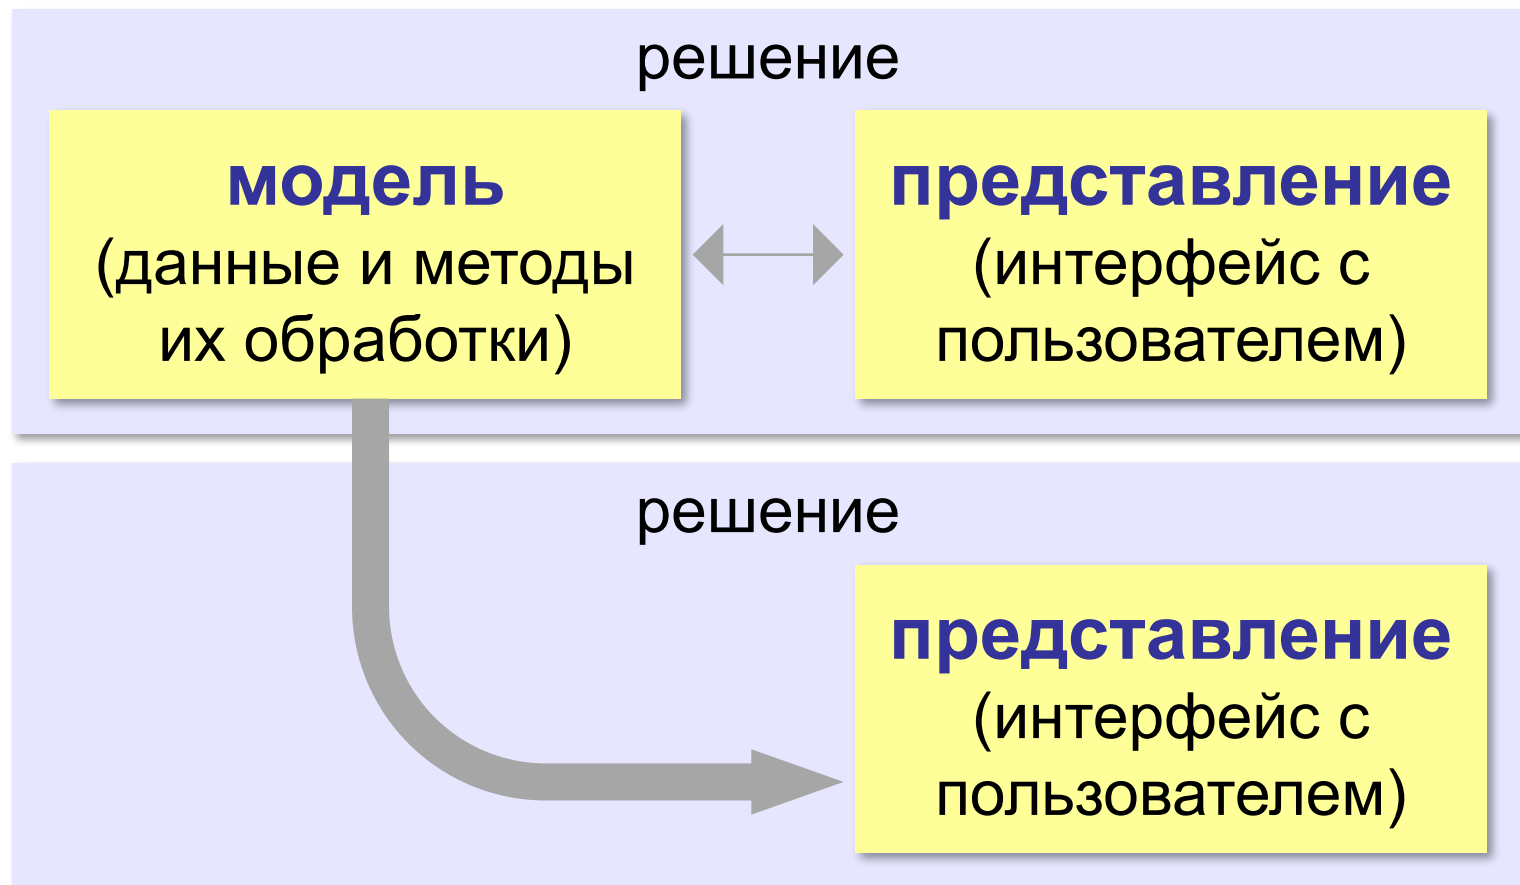 решение
модель
(данные и методы
их обработки)
представление
(интерфейс с
пользователем)
решение
представление
(интерфейс с
пользователем)